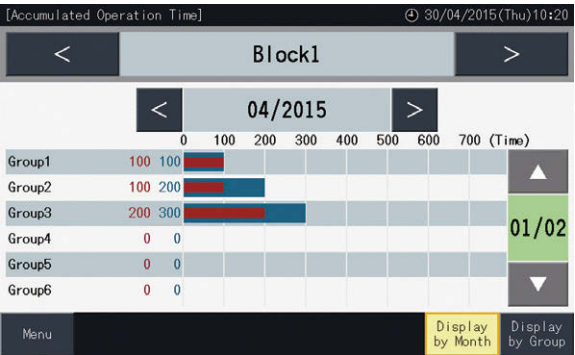 [Accumulated Operation Time] 30/04/2015(Thu)10:20
< Block1 >
< 04/2015 >
0 100 200 300 400 500 600 700 (Time)
Group1 100 100
Group2 100 200
Group3 200 300
Group4 0 0
Group5 0 0
Group6 0 0
01/02
Menu
Display by Month
Display by Group